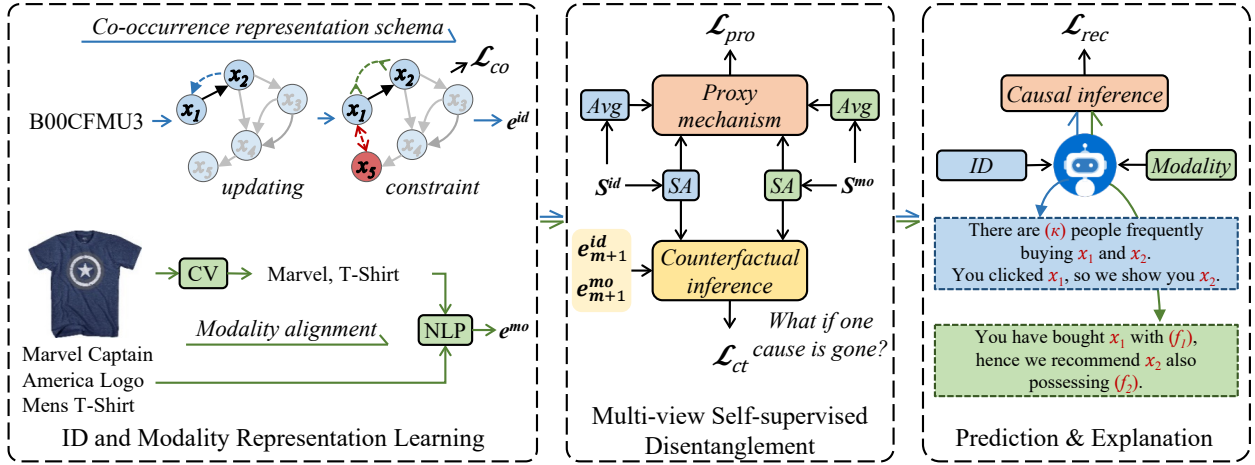 Co-occurrence representation schema
B00CFMU3
x₁
x₂
x₃
x₄
x₅
updating
x₁
x₂
x₃
x₄
x₅
constraint
ℒ_co
e^{id}
CV
Marvel, T-Shirt
Modality alignment
NLP
e^{mo}
Marvel Captain
America Logo
Mens T-Shirt
ID and Modality Representation Learning
ℒ_pro
Avg
Proxy
mechanism
Avg
S^{id}
SA
SA
S^{mo}
e^{id}_{m+1}
e^{mo}_{m+1}
Counterfactual
inference
ℒ_ct
What if one
cause is gone?
Multi-view Self-supervised
Disentanglement
ℒ_rec
Causal inference
ID
Modality
There are (κ) people frequently
buying x₁ and x₂.
You clicked x₁, so we show you x₂.
You have bought x₁ with (f₁),
hence we recommend x₂ also
possessing (f₂).
Prediction & Explanation